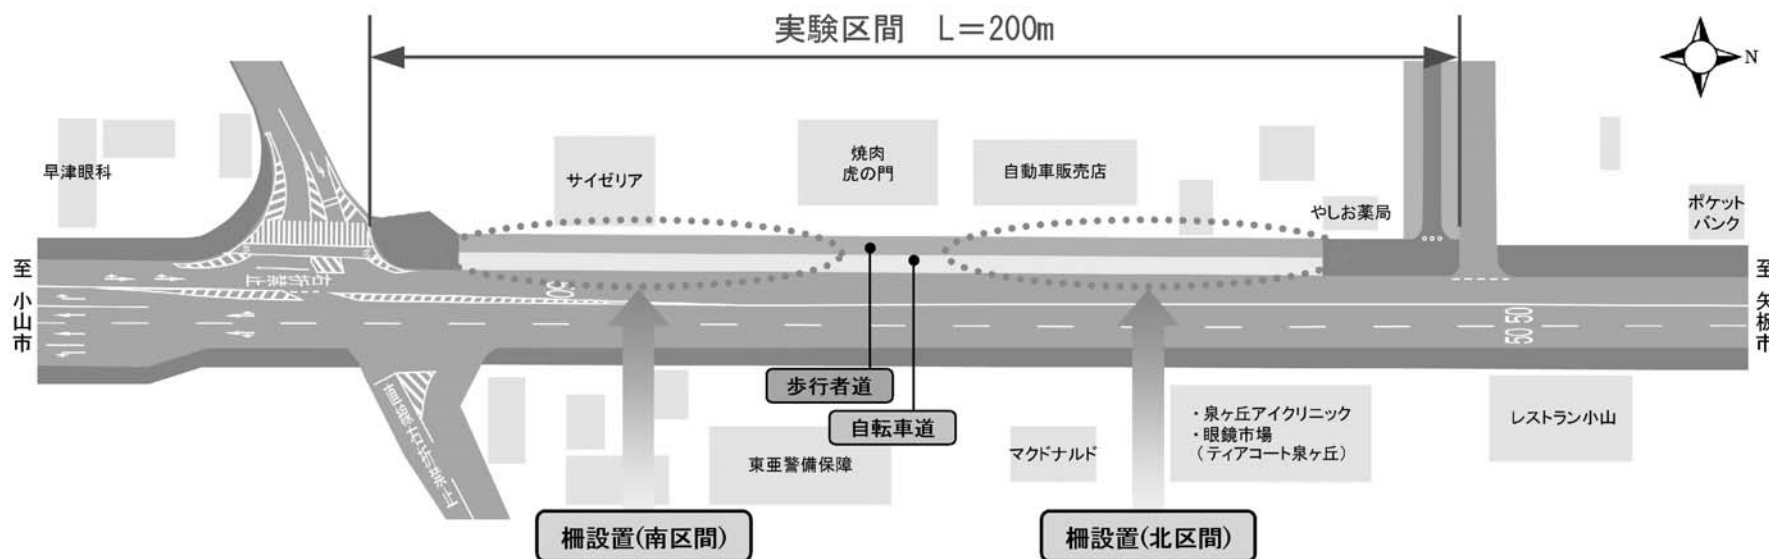 実験区間 L=200m
N
早津眼科
サイゼリア
焼肉
虎の門
自動車販売店
やしお薬局
ポケット
バンク
至 小山市
至 矢板市
右折禁止
50
50 50
歩行者道
自転車道
東亜警備保障
マクドナルド
・泉ヶ丘アイクリニック
・眼鏡市場
(ティアコート泉ヶ丘)
レストラン小山
柵設置(南区間)
柵設置(北区間)